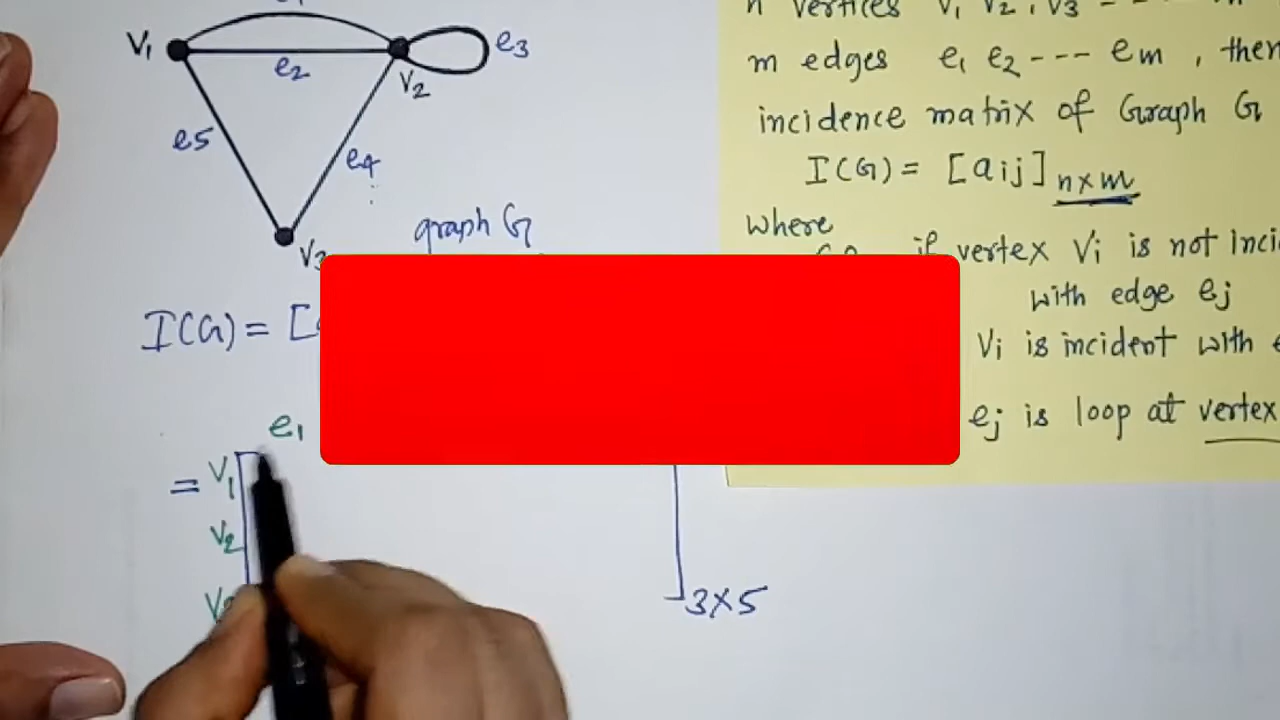 V₁
e₂
V₂
e₃
e5
e4
V₃
graph G
I(G) = [
e₁
= V₁
V₂
3×5
n vertices V₁ V₂, V₃ ----
m edges e₁ e₂ --- em , then
incidence matrix of Graph G
I(G) = [aij] n×m
where
if vertex Vi is not
with edge ej
Vi is incident with
ej is loop at vertex